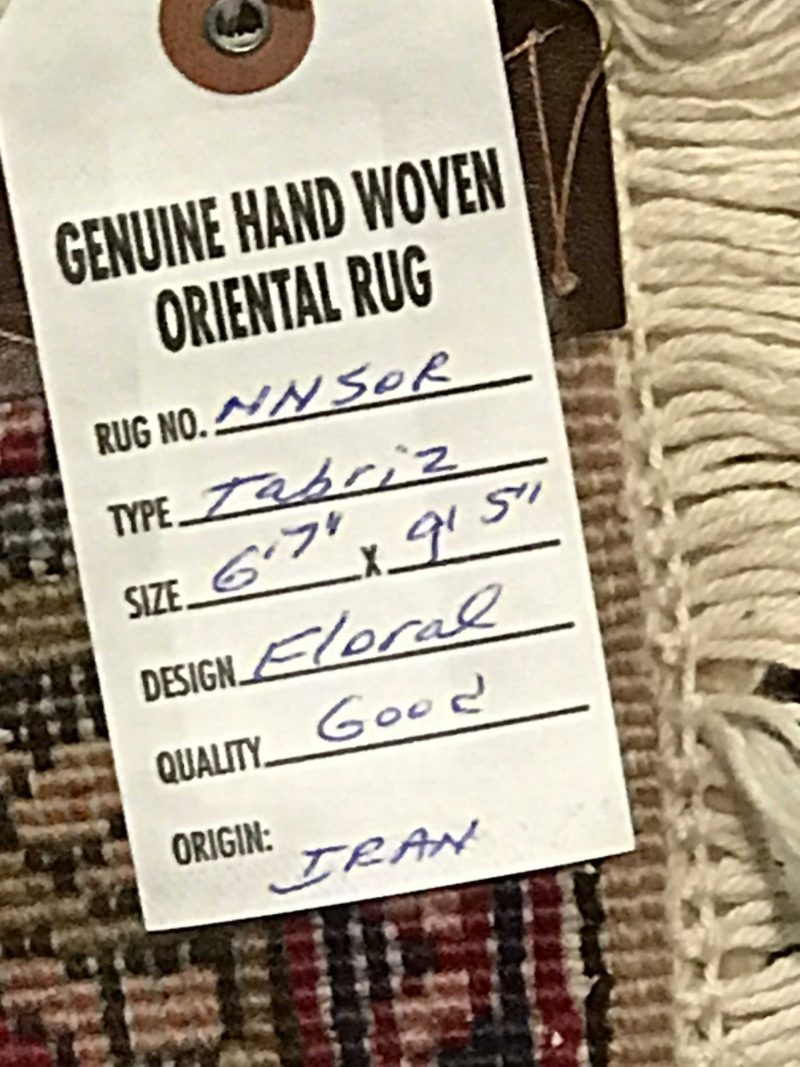 GENUINE HAND WOVEN
ORIENTAL RUG
RUG NO. NNSOR
TYPE Tabriz
SIZE 6'7" X 9' 5"
DESIGN Floral
QUALITY Good
ORIGIN: IRAN